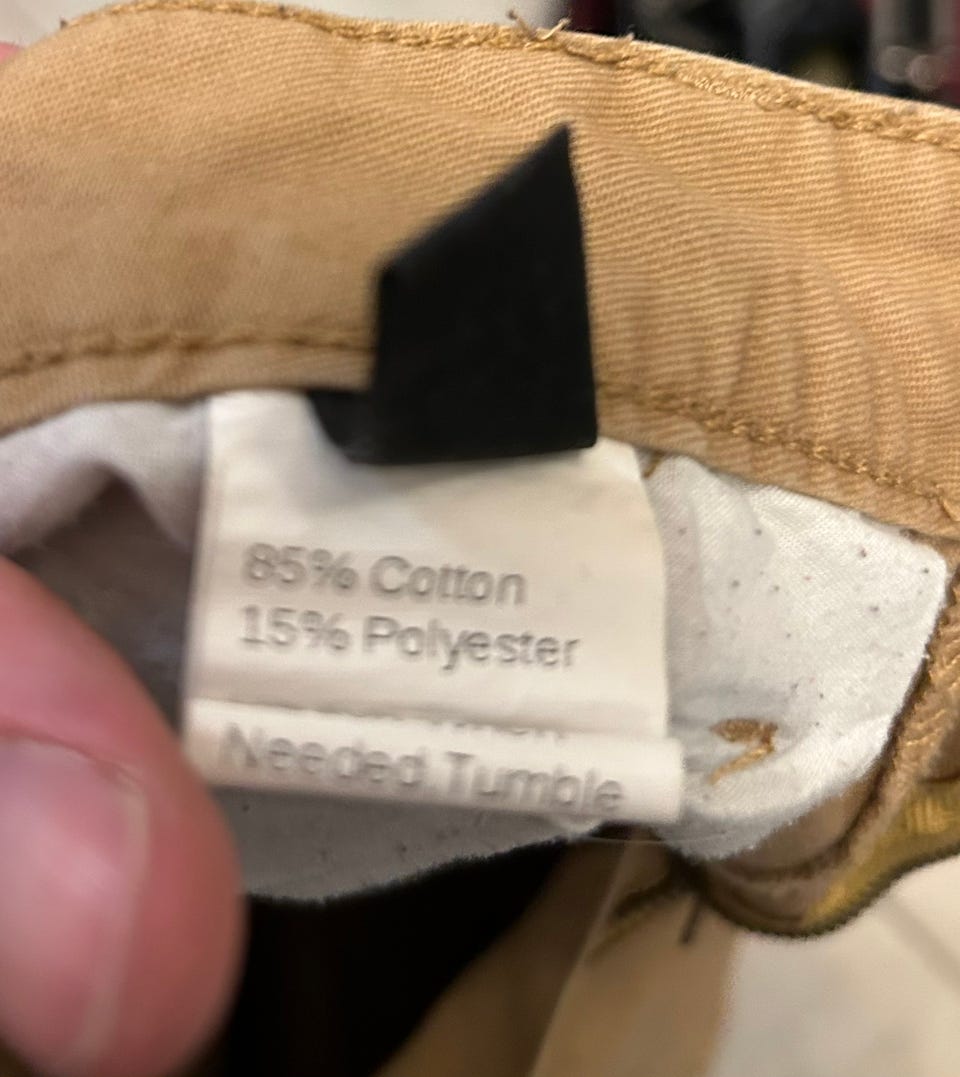 85% Cotton
15% Polyester
Needed Tumble